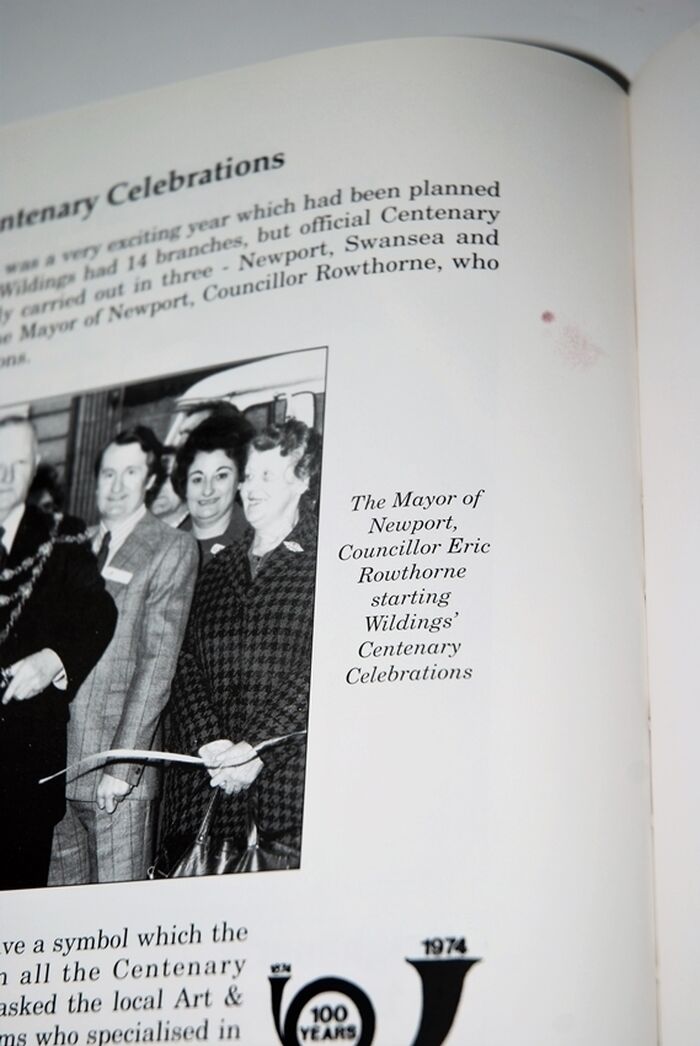 ntenary Celebrations
was a very exciting year which had been planned
Wildings had 14 branches, but official Centenary
ly carried out in three - Newport, Swansea and
e Mayor of Newport, Councillor Rowthorne, who
ons.
The Mayor of
Newport,
Councillor Eric
Rowthorne
starting
Wildings'
Centenary
Celebrations
ve a symbol which the
n all the Centenary
asked the local Art &
ms who specialised in
1874
1974
100
YEARS